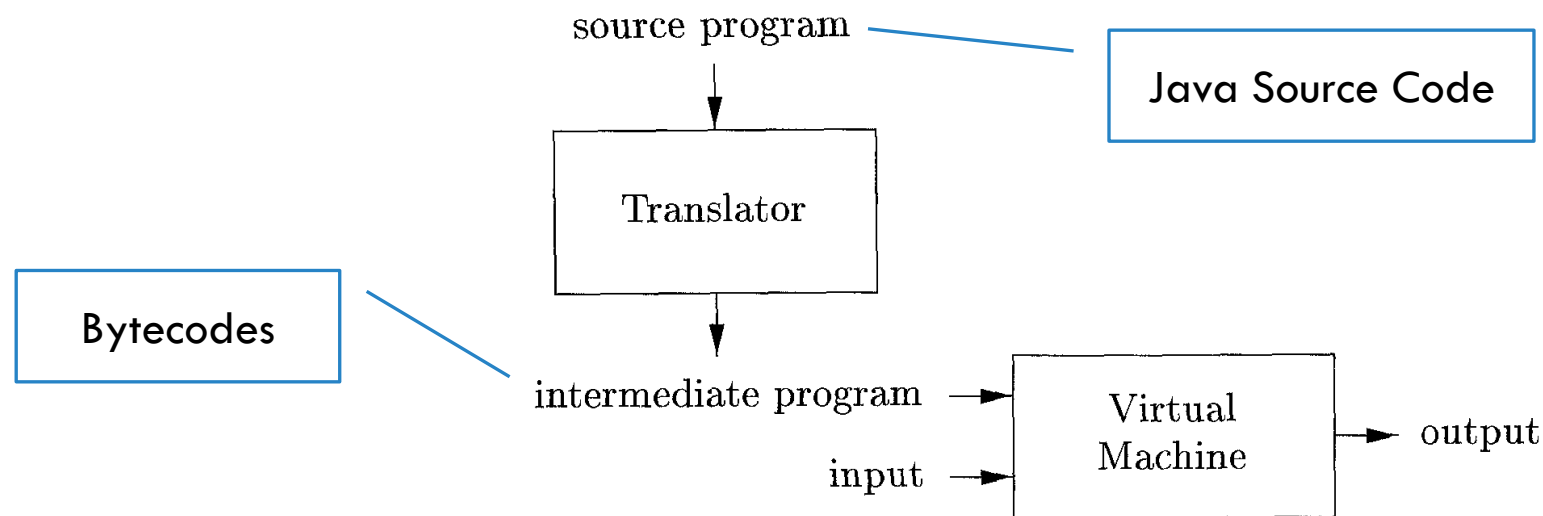 source program
Java Source Code
Translator
Bytecodes
intermediate program
Virtual
Machine
output
input